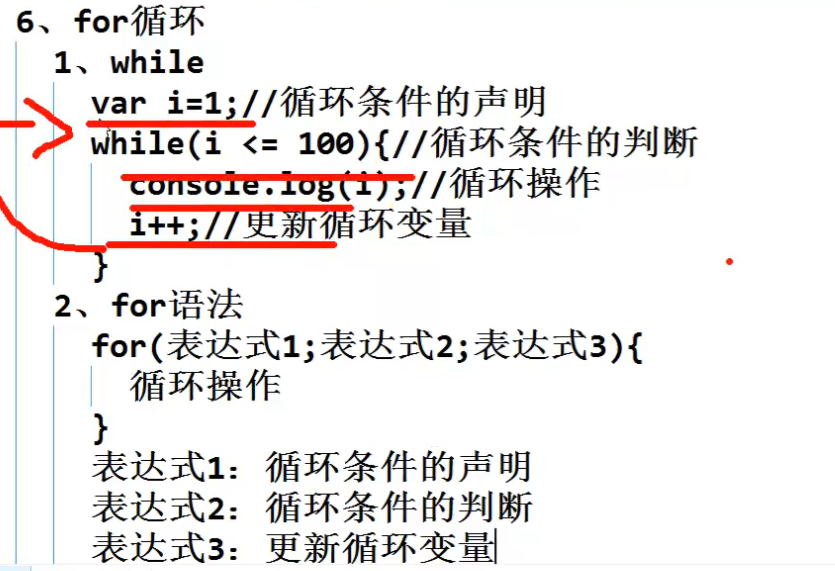 6、for循环
1、while
var i=1;//循环条件的声明
while(i <= 100){//循环条件的判断
console.log(i);//循环操作
i++;//更新循环变量
}
2、for语法
for(表达式1;表达式2;表达式3){
循环操作
}
表达式1：循环条件的声明
表达式2：循环条件的判断
表达式3：更新循环变量